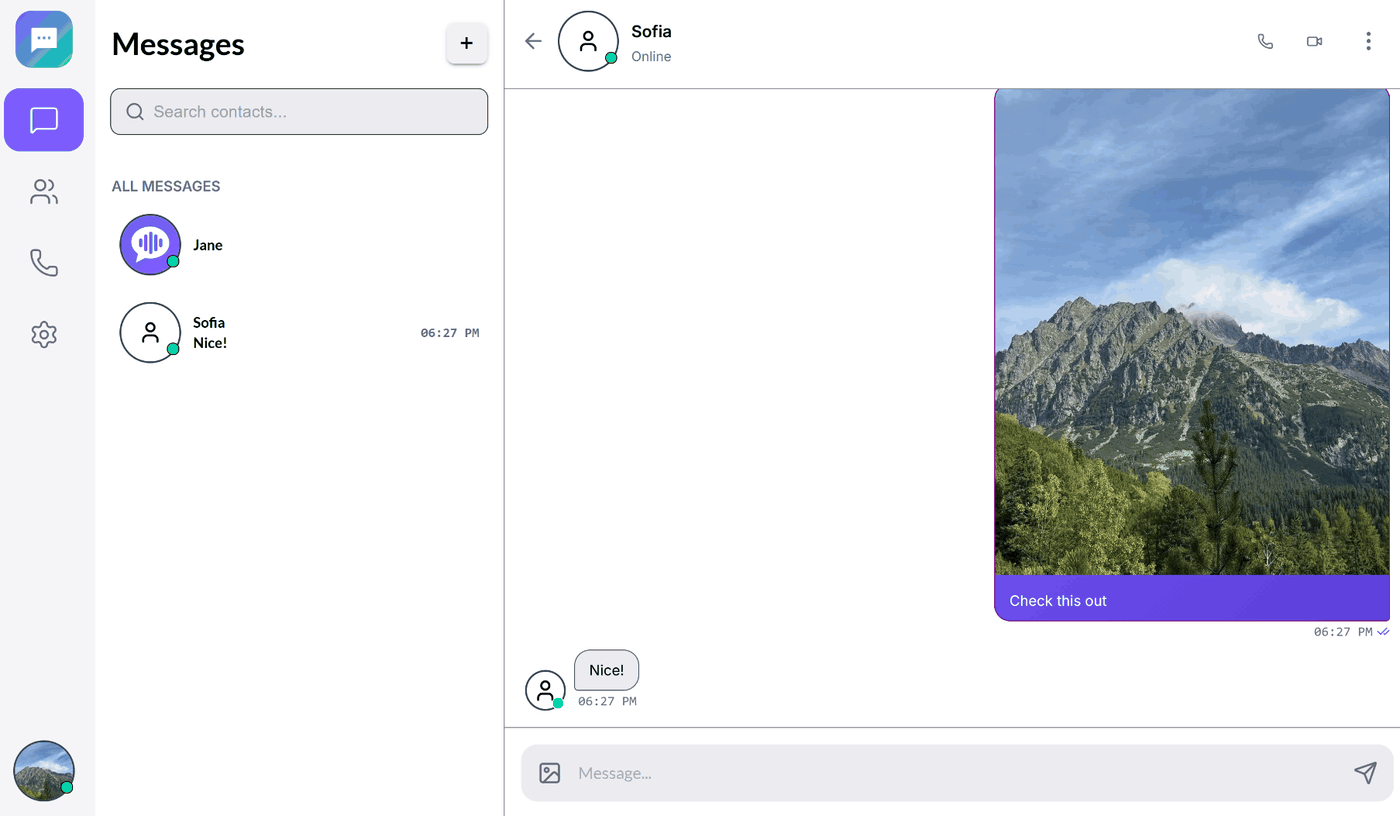 Messages
+
Search contacts...
ALL MESSAGES
Jane
Sofia
Nice!
06:27 PM
Sofia
Online
Check this out
06:27 PM
Nice!
06:27 PM
Message...